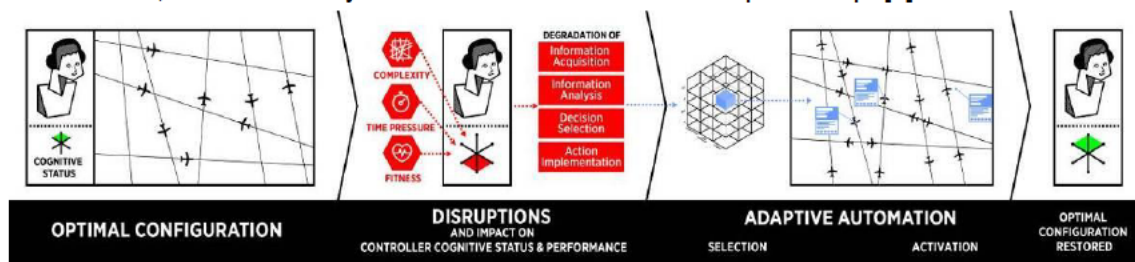 COGNITIVE
STATUS
COMPLEXITY
TIME PRESSURE
FITNESS
DEGRADATION OF
Information
Acquisition
Information
Analysis
Decision
Selection
Action
Implementation
OPTIMAL CONFIGURATION
DISRUPTIONS
AND IMPACT ON
CONTROLLER COGNITIVE STATUS & PERFORMANCE
ADAPTIVE AUTOMATION
SELECTION
ACTIVATION
OPTIMAL
CONFIGURATION
RESTORED